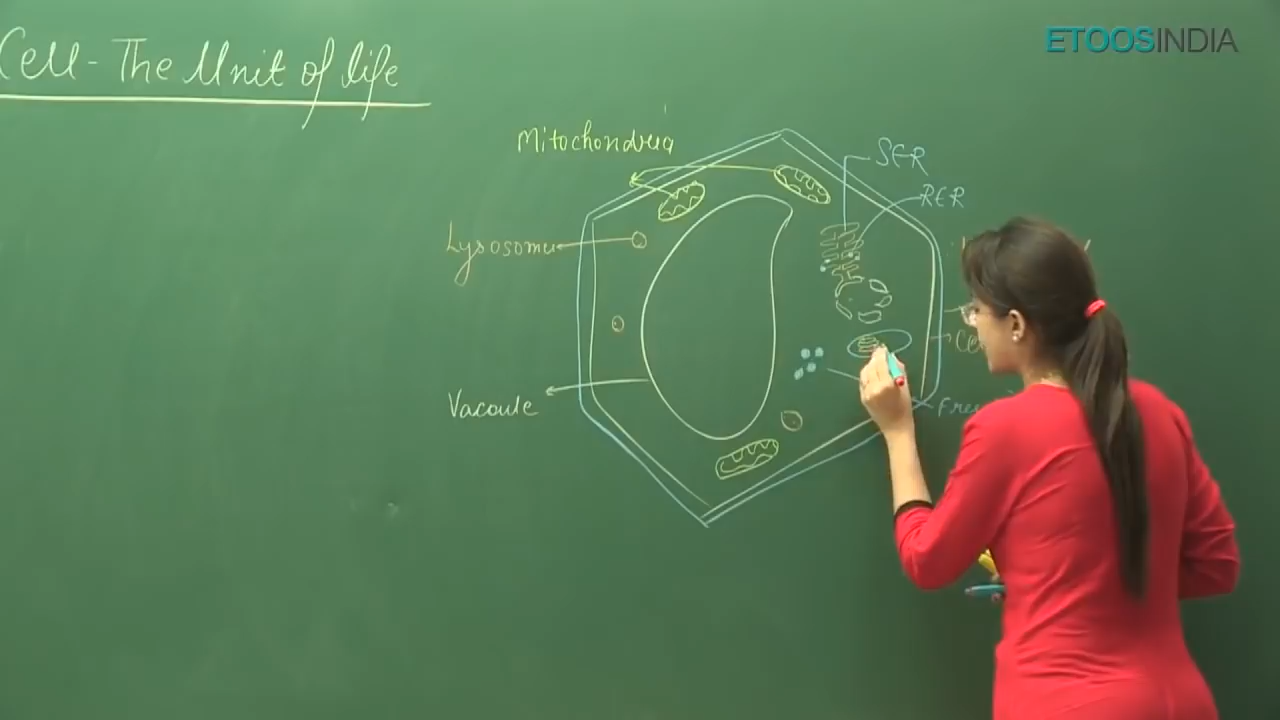 Cell - The Unit of life
ETOOSINDIA
Mitochondria
SER
RER
Lysosome
Vacoule